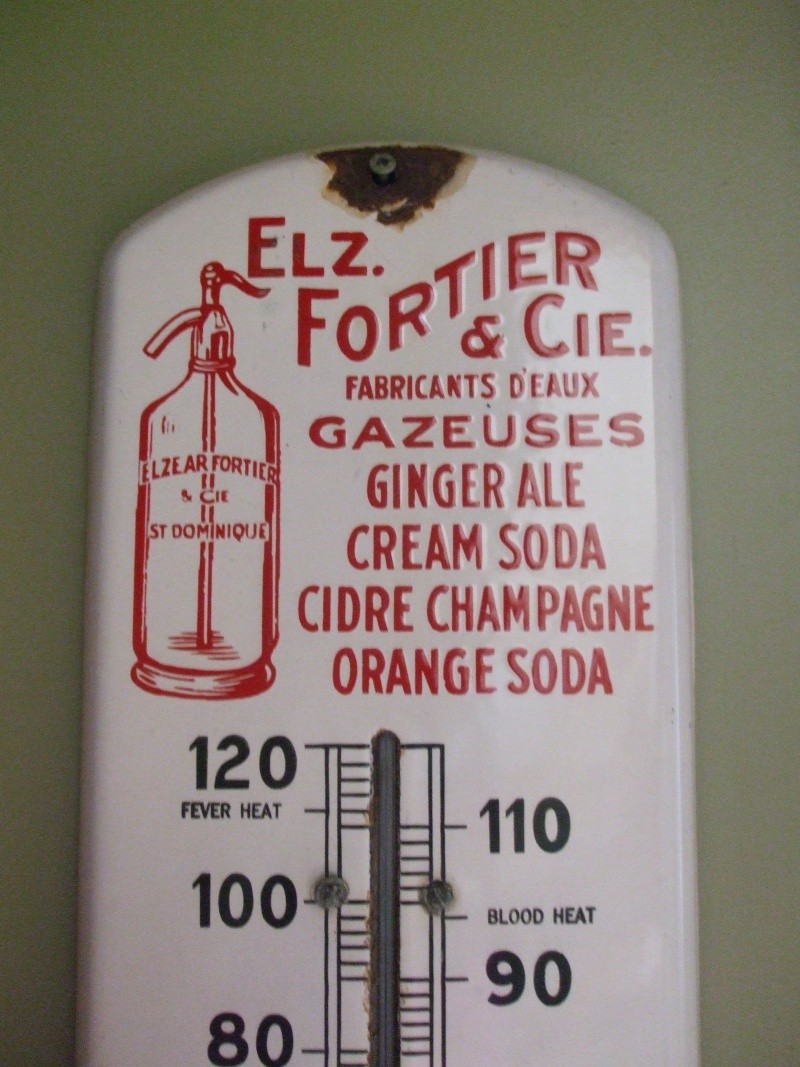 ELZ.
FORTIER
& CIE.
FABRICANTS D'EAUX
GAZEUSES
GINGER ALE
CREAM SODA
CIDRE CHAMPAGNE
ORANGE SODA
ELZEAR FORTIER
& CIE
ST DOMINIQUE
120
FEVER HEAT
110
100
BLOOD HEAT
90
80